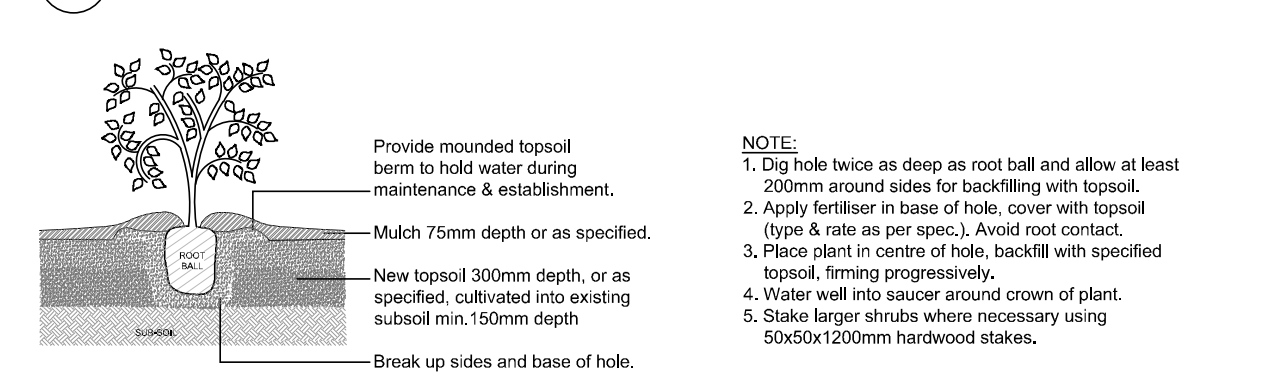 Provide mounded topsoil
berm to hold water during
maintenance & establishment.
Mulch 75mm depth or as specified.
New topsoil 300mm depth, or as
specified, cultivated into existing
subsoil min.150mm depth
Break up sides and base of hole.
ROOT
BALL
SUB-SOIL
NOTE:
1. Dig hole twice as deep as root ball and allow at least
200mm around sides for backfilling with topsoil.
2. Apply fertiliser in base of hole, cover with topsoil
(type & rate as per spec.). Avoid root contact.
3. Place plant in centre of hole, backfill with specified
topsoil, firming progressively.
4. Water well into saucer around crown of plant.
5. Stake larger shrubs where necessary using
50x50x1200mm hardwood stakes.